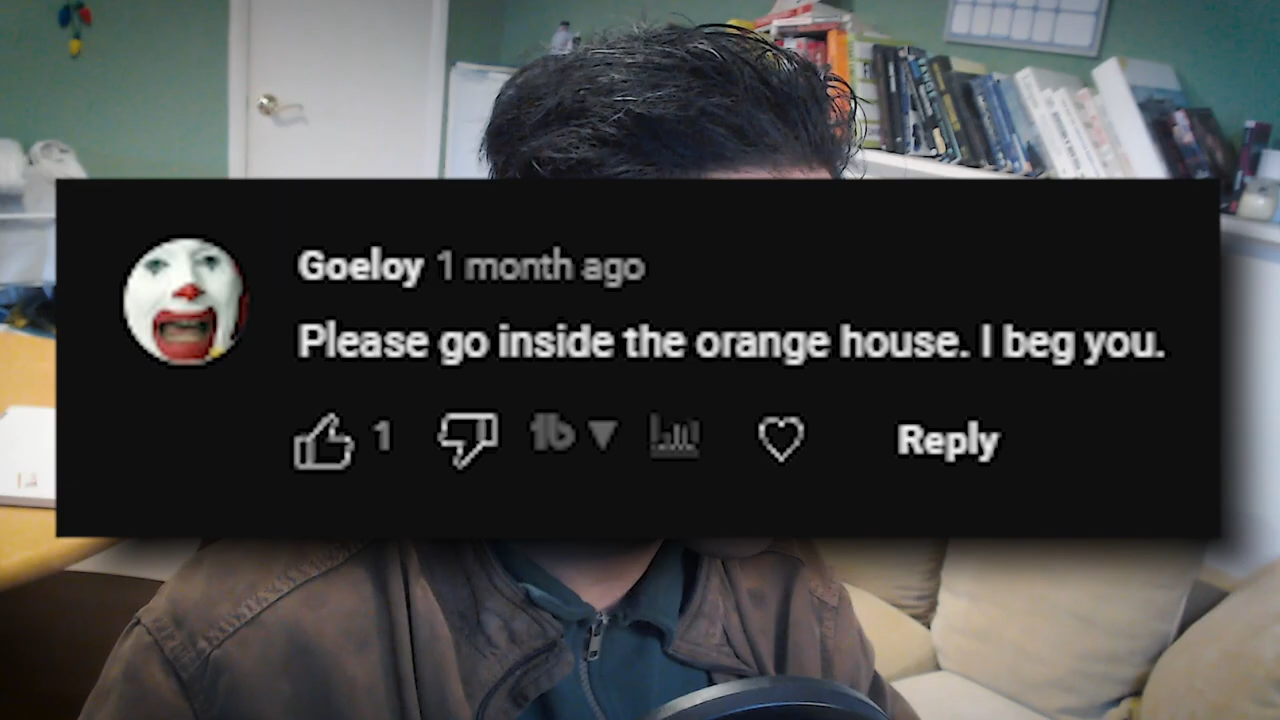 Goeloy 1 month ago
Please go inside the orange house. I beg you.
1
Reply